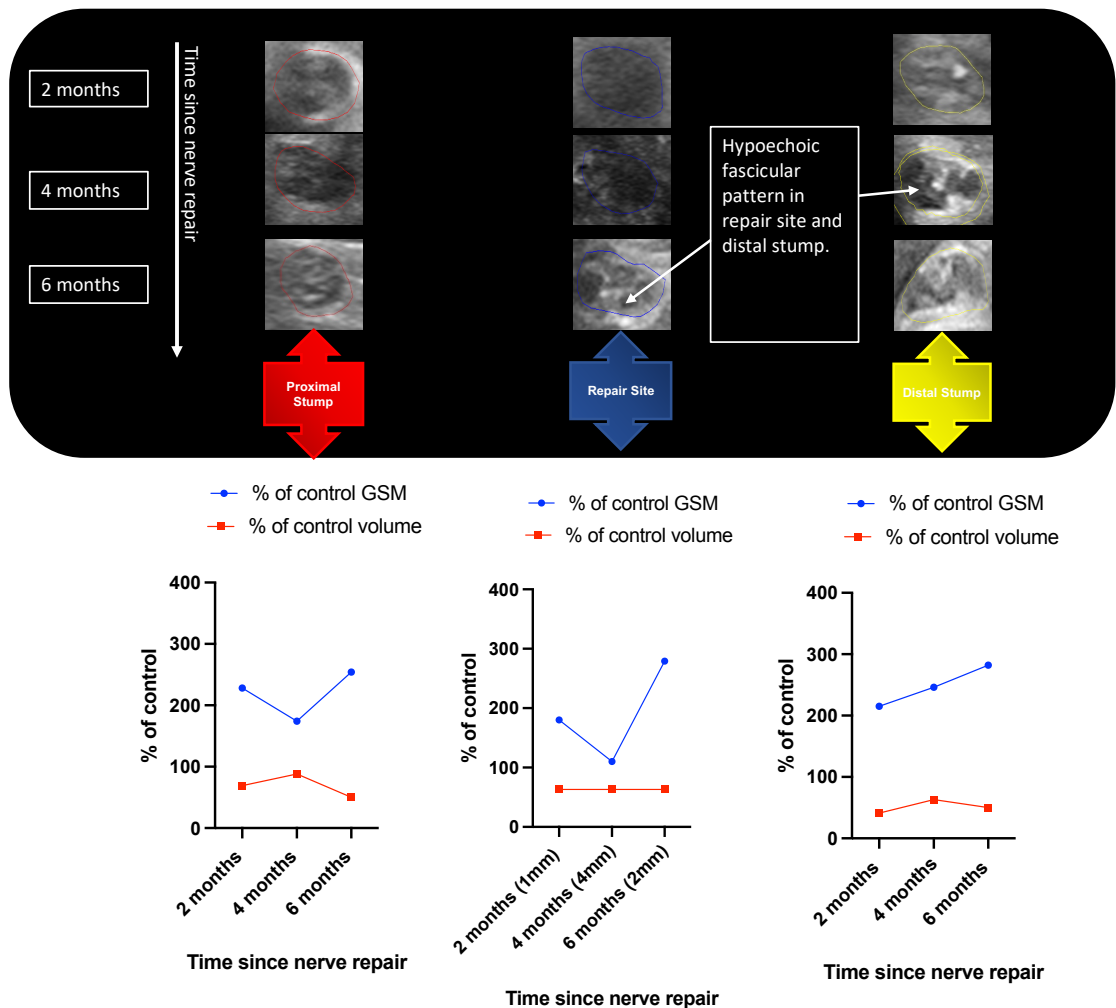 Time since nerve repair
2 months
4 months
6 months
Hypoechoic
fascicular
pattern in
repair site and
distal stump.
Proximal
Stump
Repair Site
Distal Stump
% of control GSM
% of control volume
% of control
400
300
200
100
0
2 months
4 months
6 months
Time since nerve repair
% of control GSM
% of control volume
% of control
400
300
200
100
0
2 months (1mm)
4 months (4mm)
6 months (2mm)
Time since nerve repair
% of control GSM
% of control volume
% of control
400
300
200
100
0
2 months
4 months
6 months
Time since nerve repair